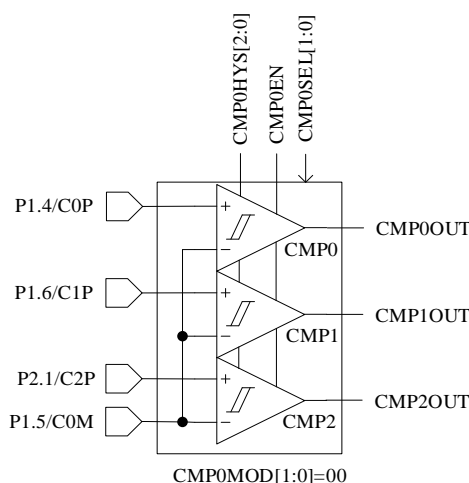 CMP0HYS[2:0]
CMP0EN
CMP0SEL[1:0]
P1.4/C0P
+
−
CMP0
CMP0OUT
P1.6/C1P
+
−
CMP1
CMP1OUT
P2.1/C2P
+
P1.5/C0M
−
CMP2
CMP2OUT
CMP0MOD[1:0]=00